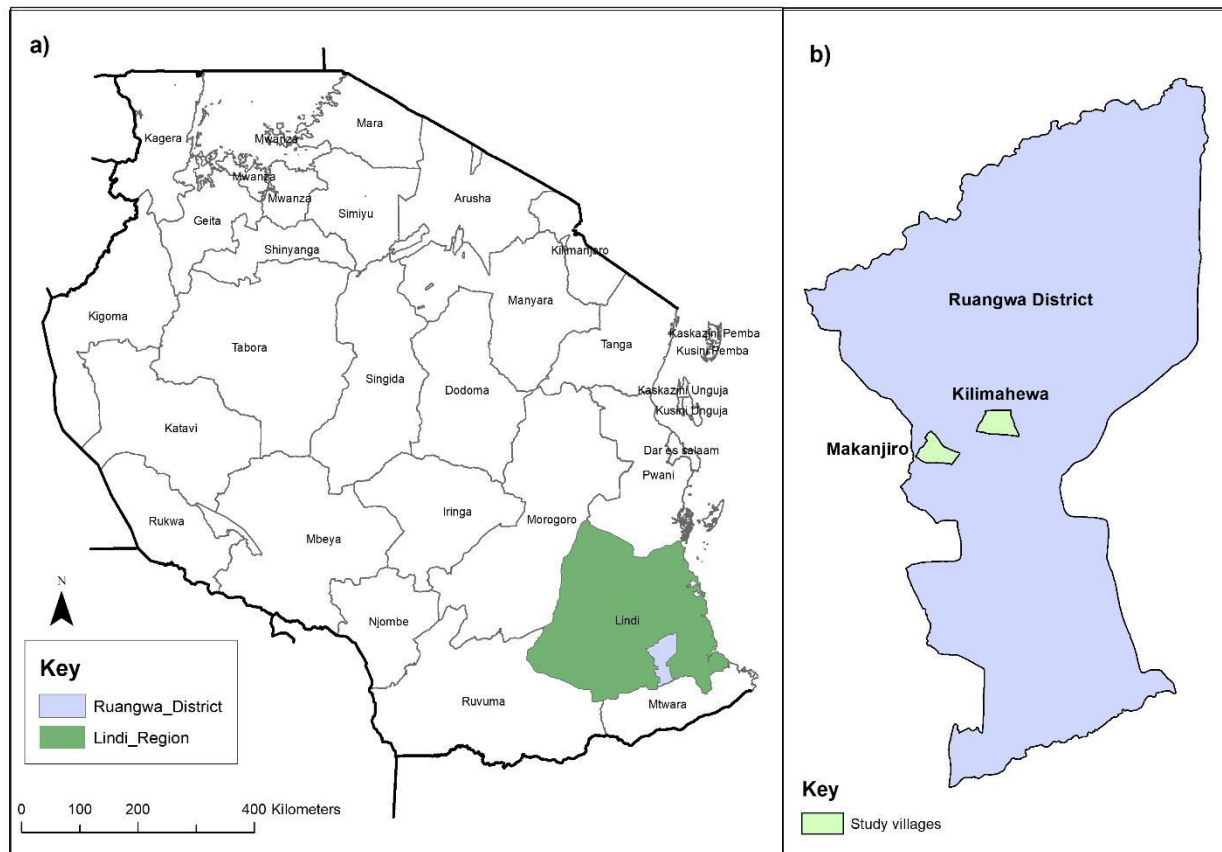 a)
Kagera
Mwanza
Mara
Mwanza
Mwanza
Geita
Simiyu
Arusha
Shinyanga
Kilimanjaro
Kigoma
Manyara
Tabora
Singida
Dodoma
Tanga
Kaskazini Pemba
Kusini Pemba
Kaskazini Unguja
Kusini Unguja
Katavi
Dar es salaam
Pwani
Rukwa
Mbeya
Iringa
Morogoro
Njombe
Lindi
Ruvuma
Mtwara
N
Key
Ruangwa_District
Lindi_Region
0 100 200 400 Kilometers
b)
Ruangwa District
Kilimahewa
Makanjiro
Key
Study villages